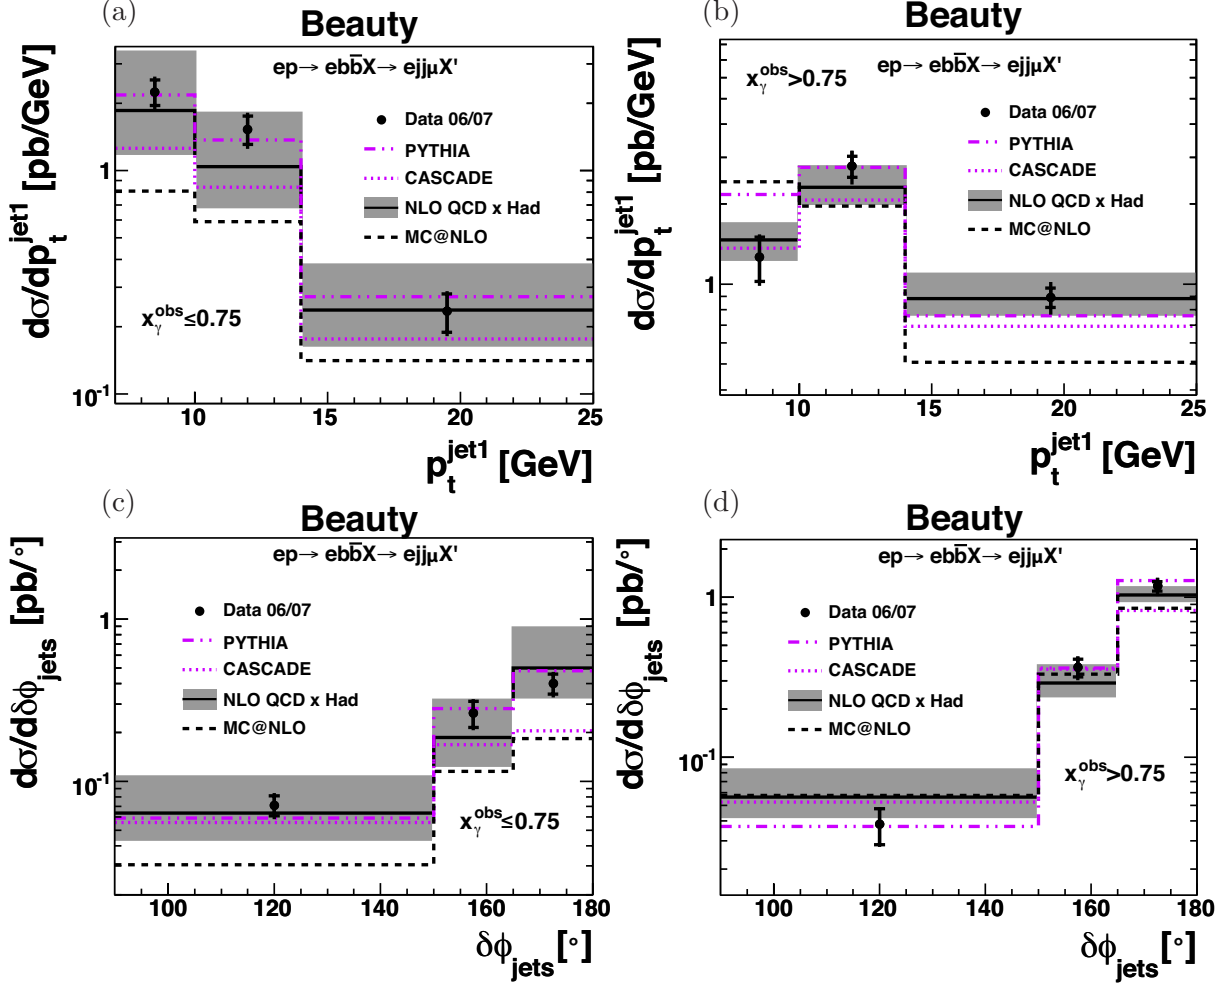 (a)
Beauty
ep→ ebb̅X→ ejjμX'
Data 06/07
PYTHIA
CASCADE
NLO QCD x Had
MC@NLO
x_γ^obs≤0.75
1
10^-1
10 15 20 25
dσ/dp_t^jet1 [pb/GeV]
p_t^jet1 [GeV]
(b)
Beauty
ep→ ebb̅X→ ejjμX'
x_γ^obs>0.75
Data 06/07
PYTHIA
CASCADE
NLO QCD x Had
MC@NLO
1
10 15 20 25
dσ/dp_t^jet1 [pb/GeV]
p_t^jet1 [GeV]
(c)
Beauty
ep→ ebb̅X→ ejjμX'
Data 06/07
PYTHIA
CASCADE
NLO QCD x Had
MC@NLO
x_γ^obs≤0.75
1
10^-1
100 120 140 160 180
dσ/dδϕ_jets [pb/°]
δϕ_jets [°]
(d)
Beauty
ep→ ebb̅X→ ejjμX'
Data 06/07
PYTHIA
CASCADE
NLO QCD x Had
MC@NLO
x_γ^obs>0.75
1
10^-1
100 120 140 160 180
dσ/dδϕ_jets [pb/°]
δϕ_jets [°]